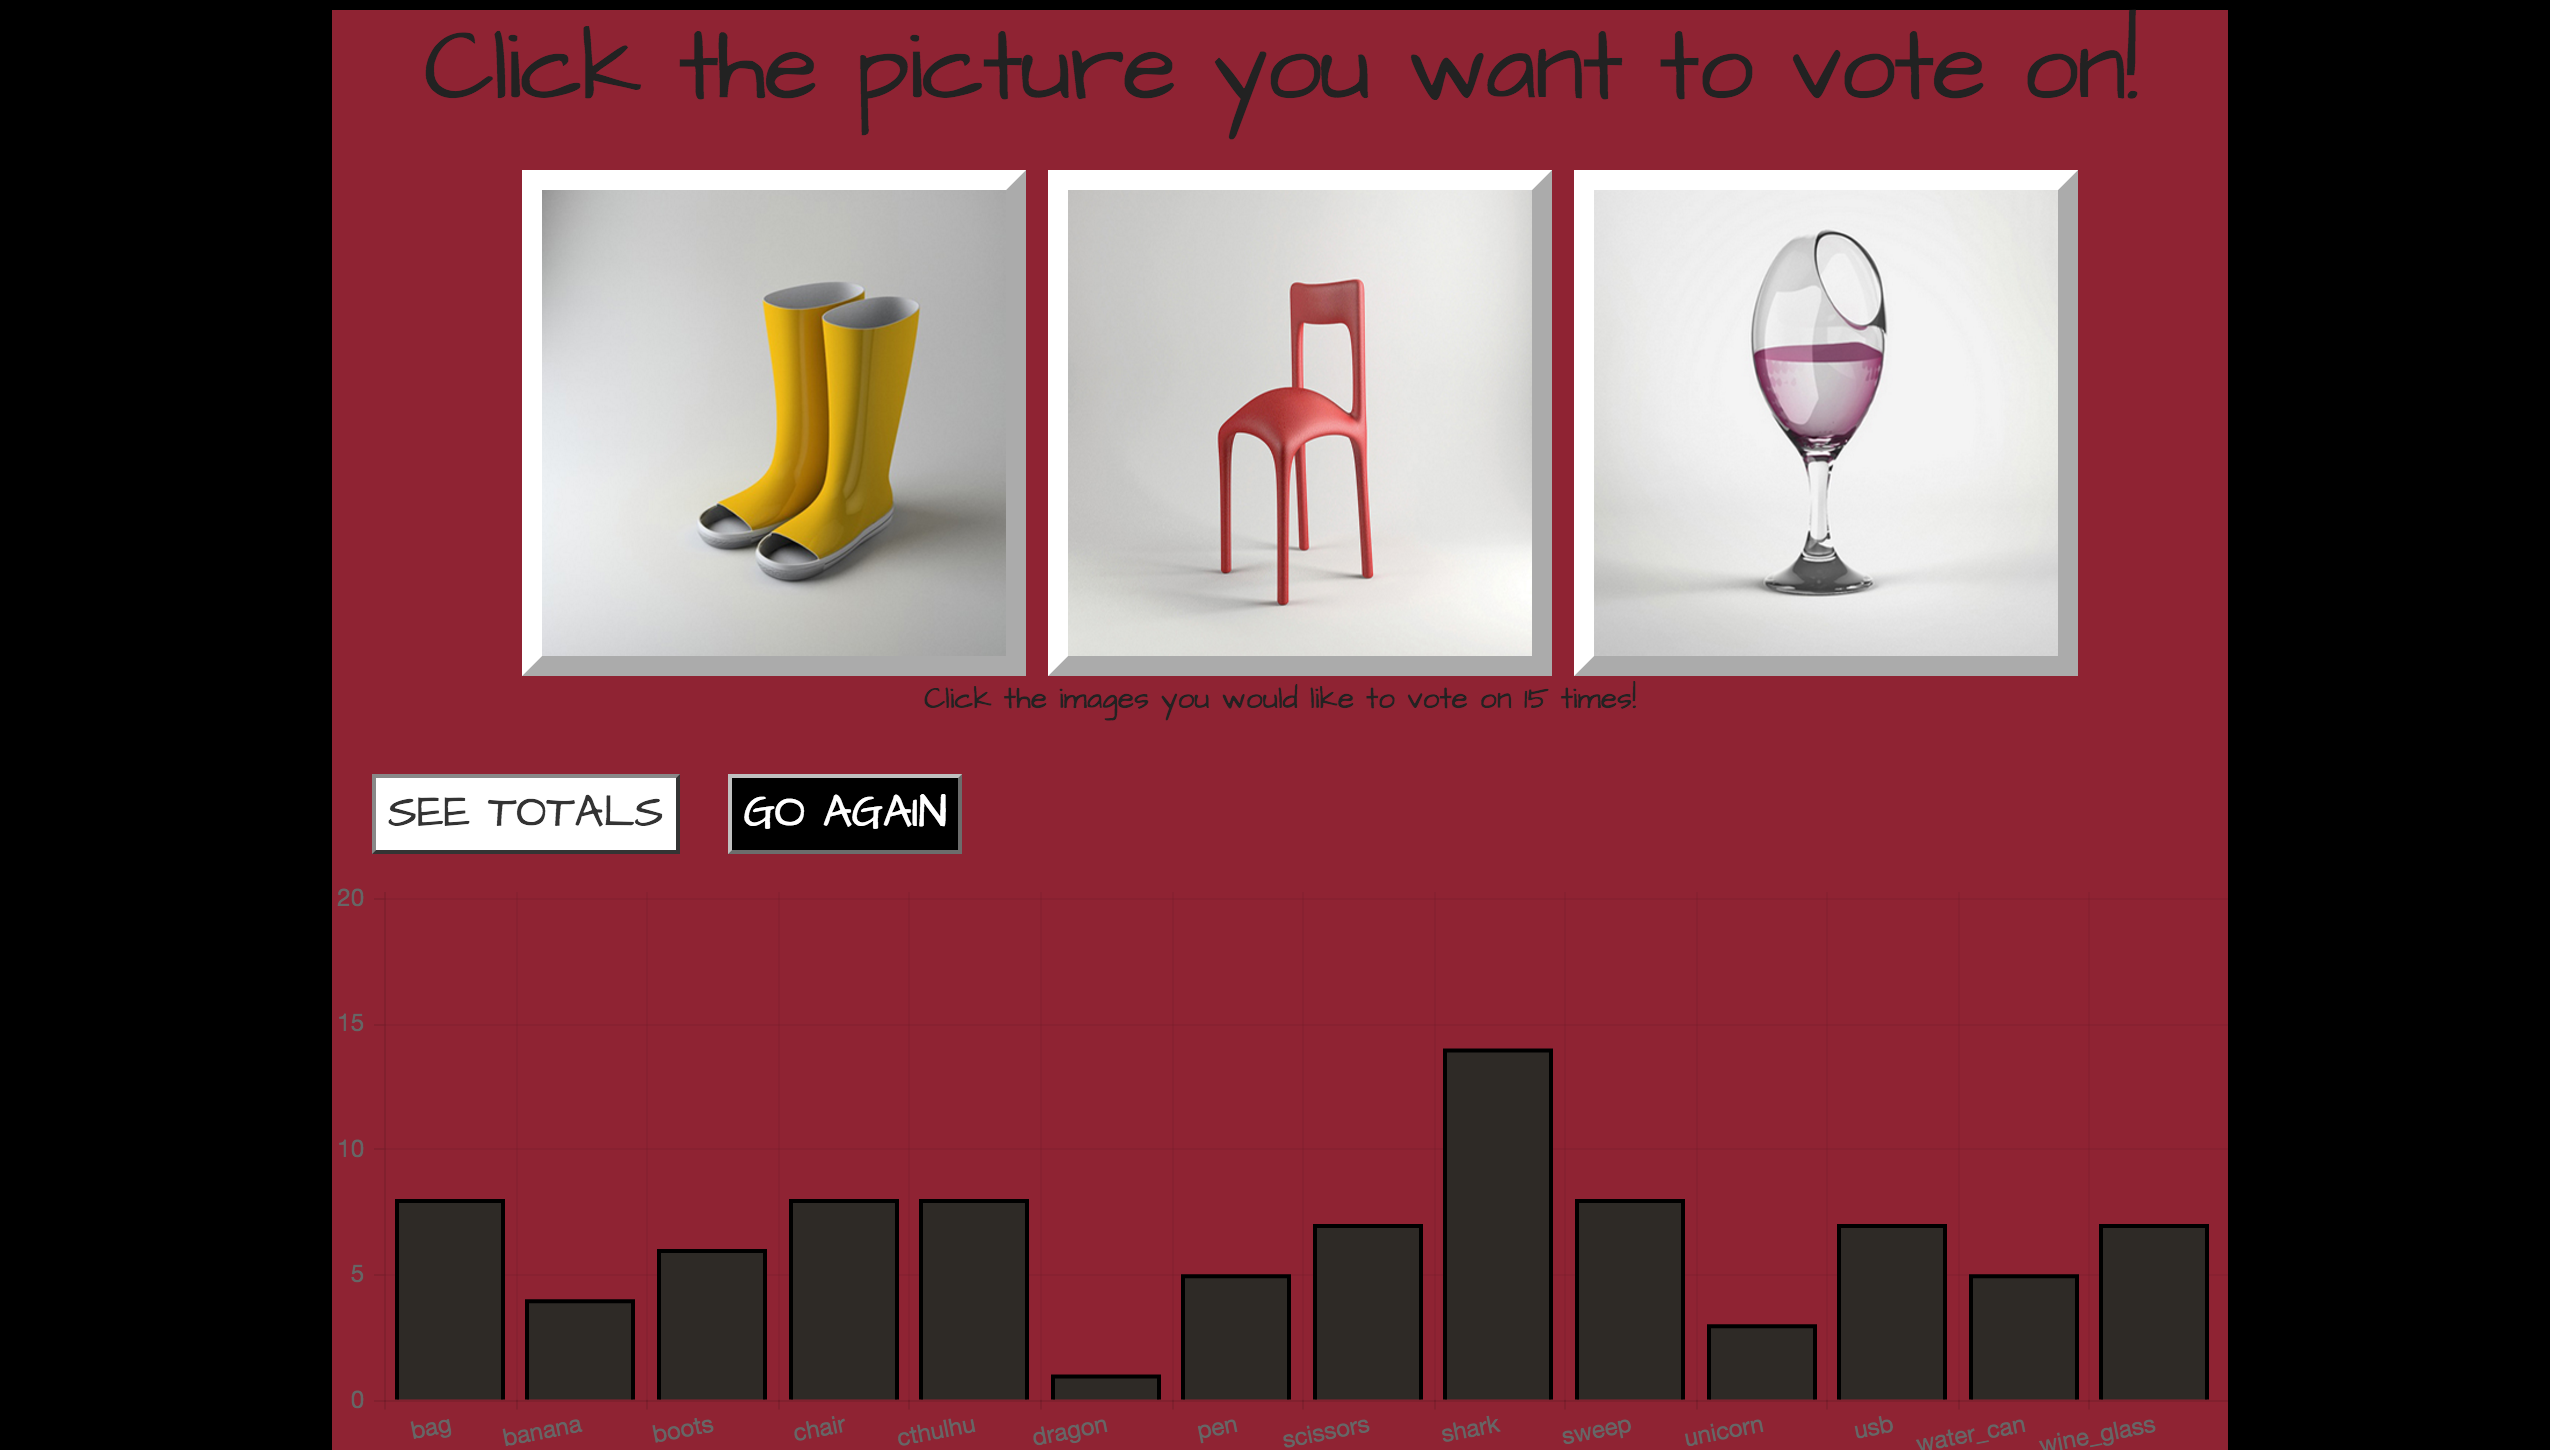 Click the picture you want to vote on!
Click the images you would like to vote on 15 times!
SEE TOTALS
GO AGAIN
20
15
10
5
0
bag banana boots chair cthulhu dragon pen scissors shark sweep unicorn usb water_can wine_glass